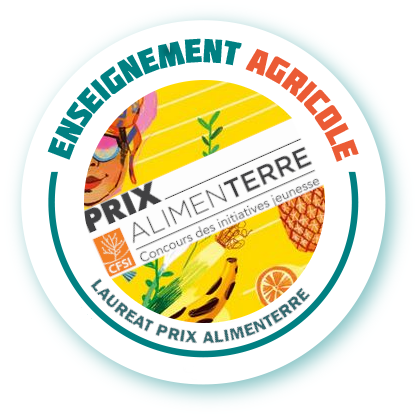 ENSEIGNEMENT AGRICOLE
PRIX
ALIMENTERRE
Concours des initiatives jeunesse
CFSI
LAUREAT PRIX ALIMENTERRE